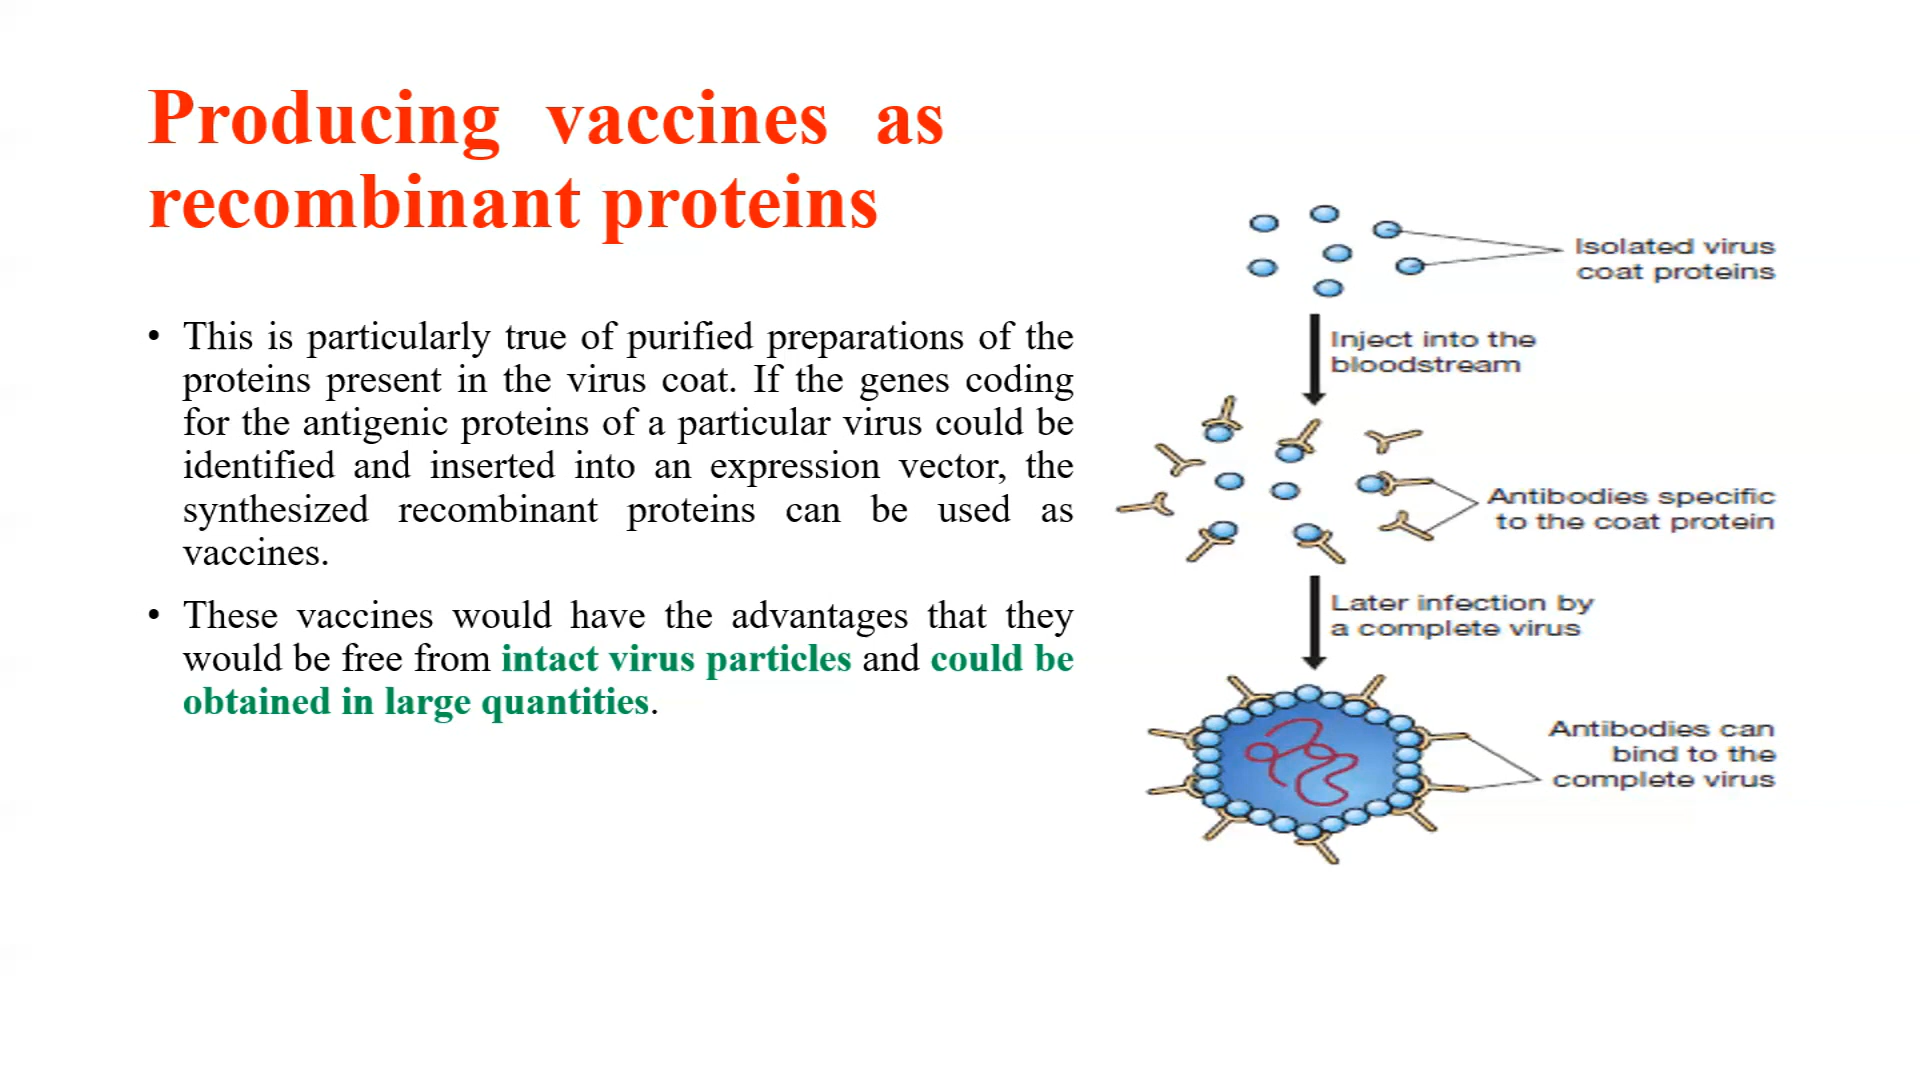 Producing vaccines as
recombinant proteins
• This is particularly true of purified preparations of the
proteins present in the virus coat. If the genes coding
for the antigenic proteins of a particular virus could be
identified and inserted into an expression vector, the
synthesized recombinant proteins can be used as
vaccines.
• These vaccines would have the advantages that they
would be free from intact virus particles and could be
obtained in large quantities.
Isolated virus
coat proteins
Inject into the
bloodstream
Antibodies specific
to the coat protein
Later infection by
a complete virus
Antibodies can
bind to the
complete virus